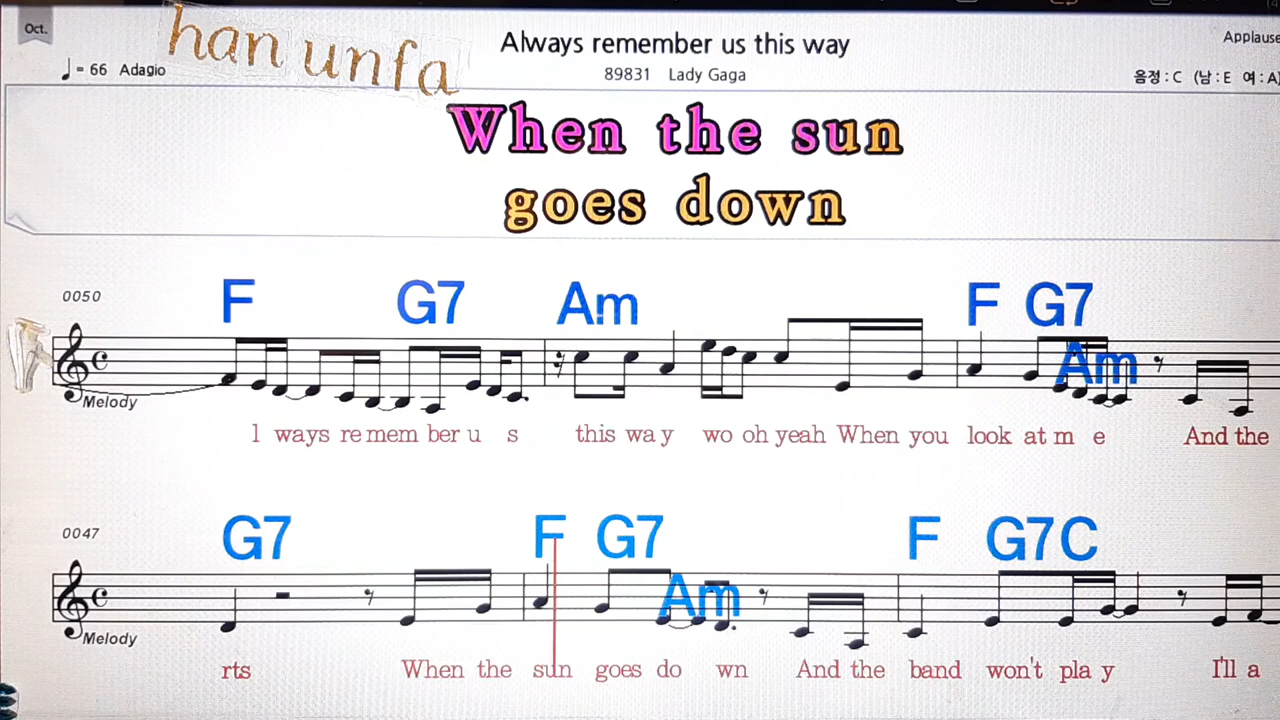 Oct.
han unfa
Always remember us this way
Applause
♩ = 66 Adagio
89831 Lady Gaga
음정 : C (남 : E 여 : A)
When the sun
goes down
0050
F G7 Am F G7 Am
Melody
l ways re mem ber u s this wa y wo oh yeah When you look at m e And the
0047
G7 F G7 Am F G7 C
Melody
rts When the sun goes do wn And the band won't pla y I'll a